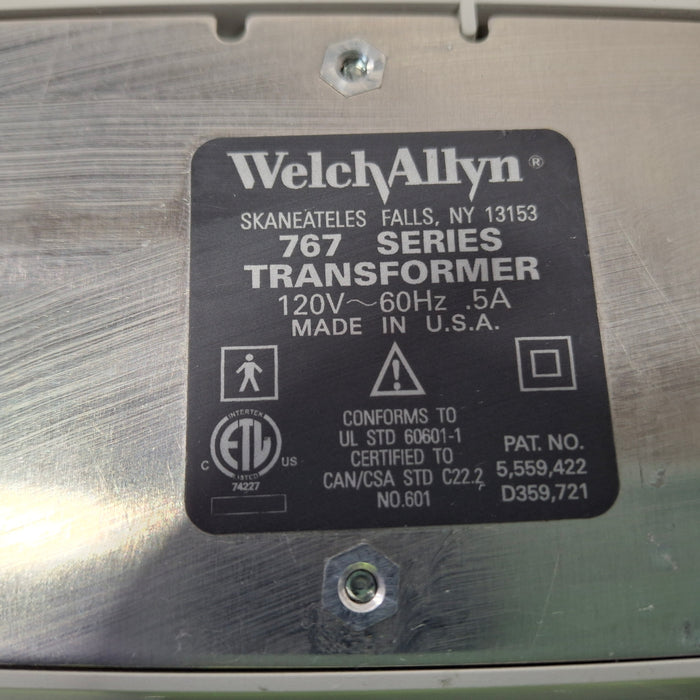 WelchAllyn®
SKANEATELES FALLS, NY 13153
767 SERIES
TRANSFORMER
120V~60Hz .5A
MADE IN U.S.A.
INTERTEK
ETL
LISTED
C US
74227
CONFORMS TO
UL STD 60601-1
CERTIFIED TO
CAN/CSA STD C22.2
NO.601
PAT. NO.
5,559,422
D359,721